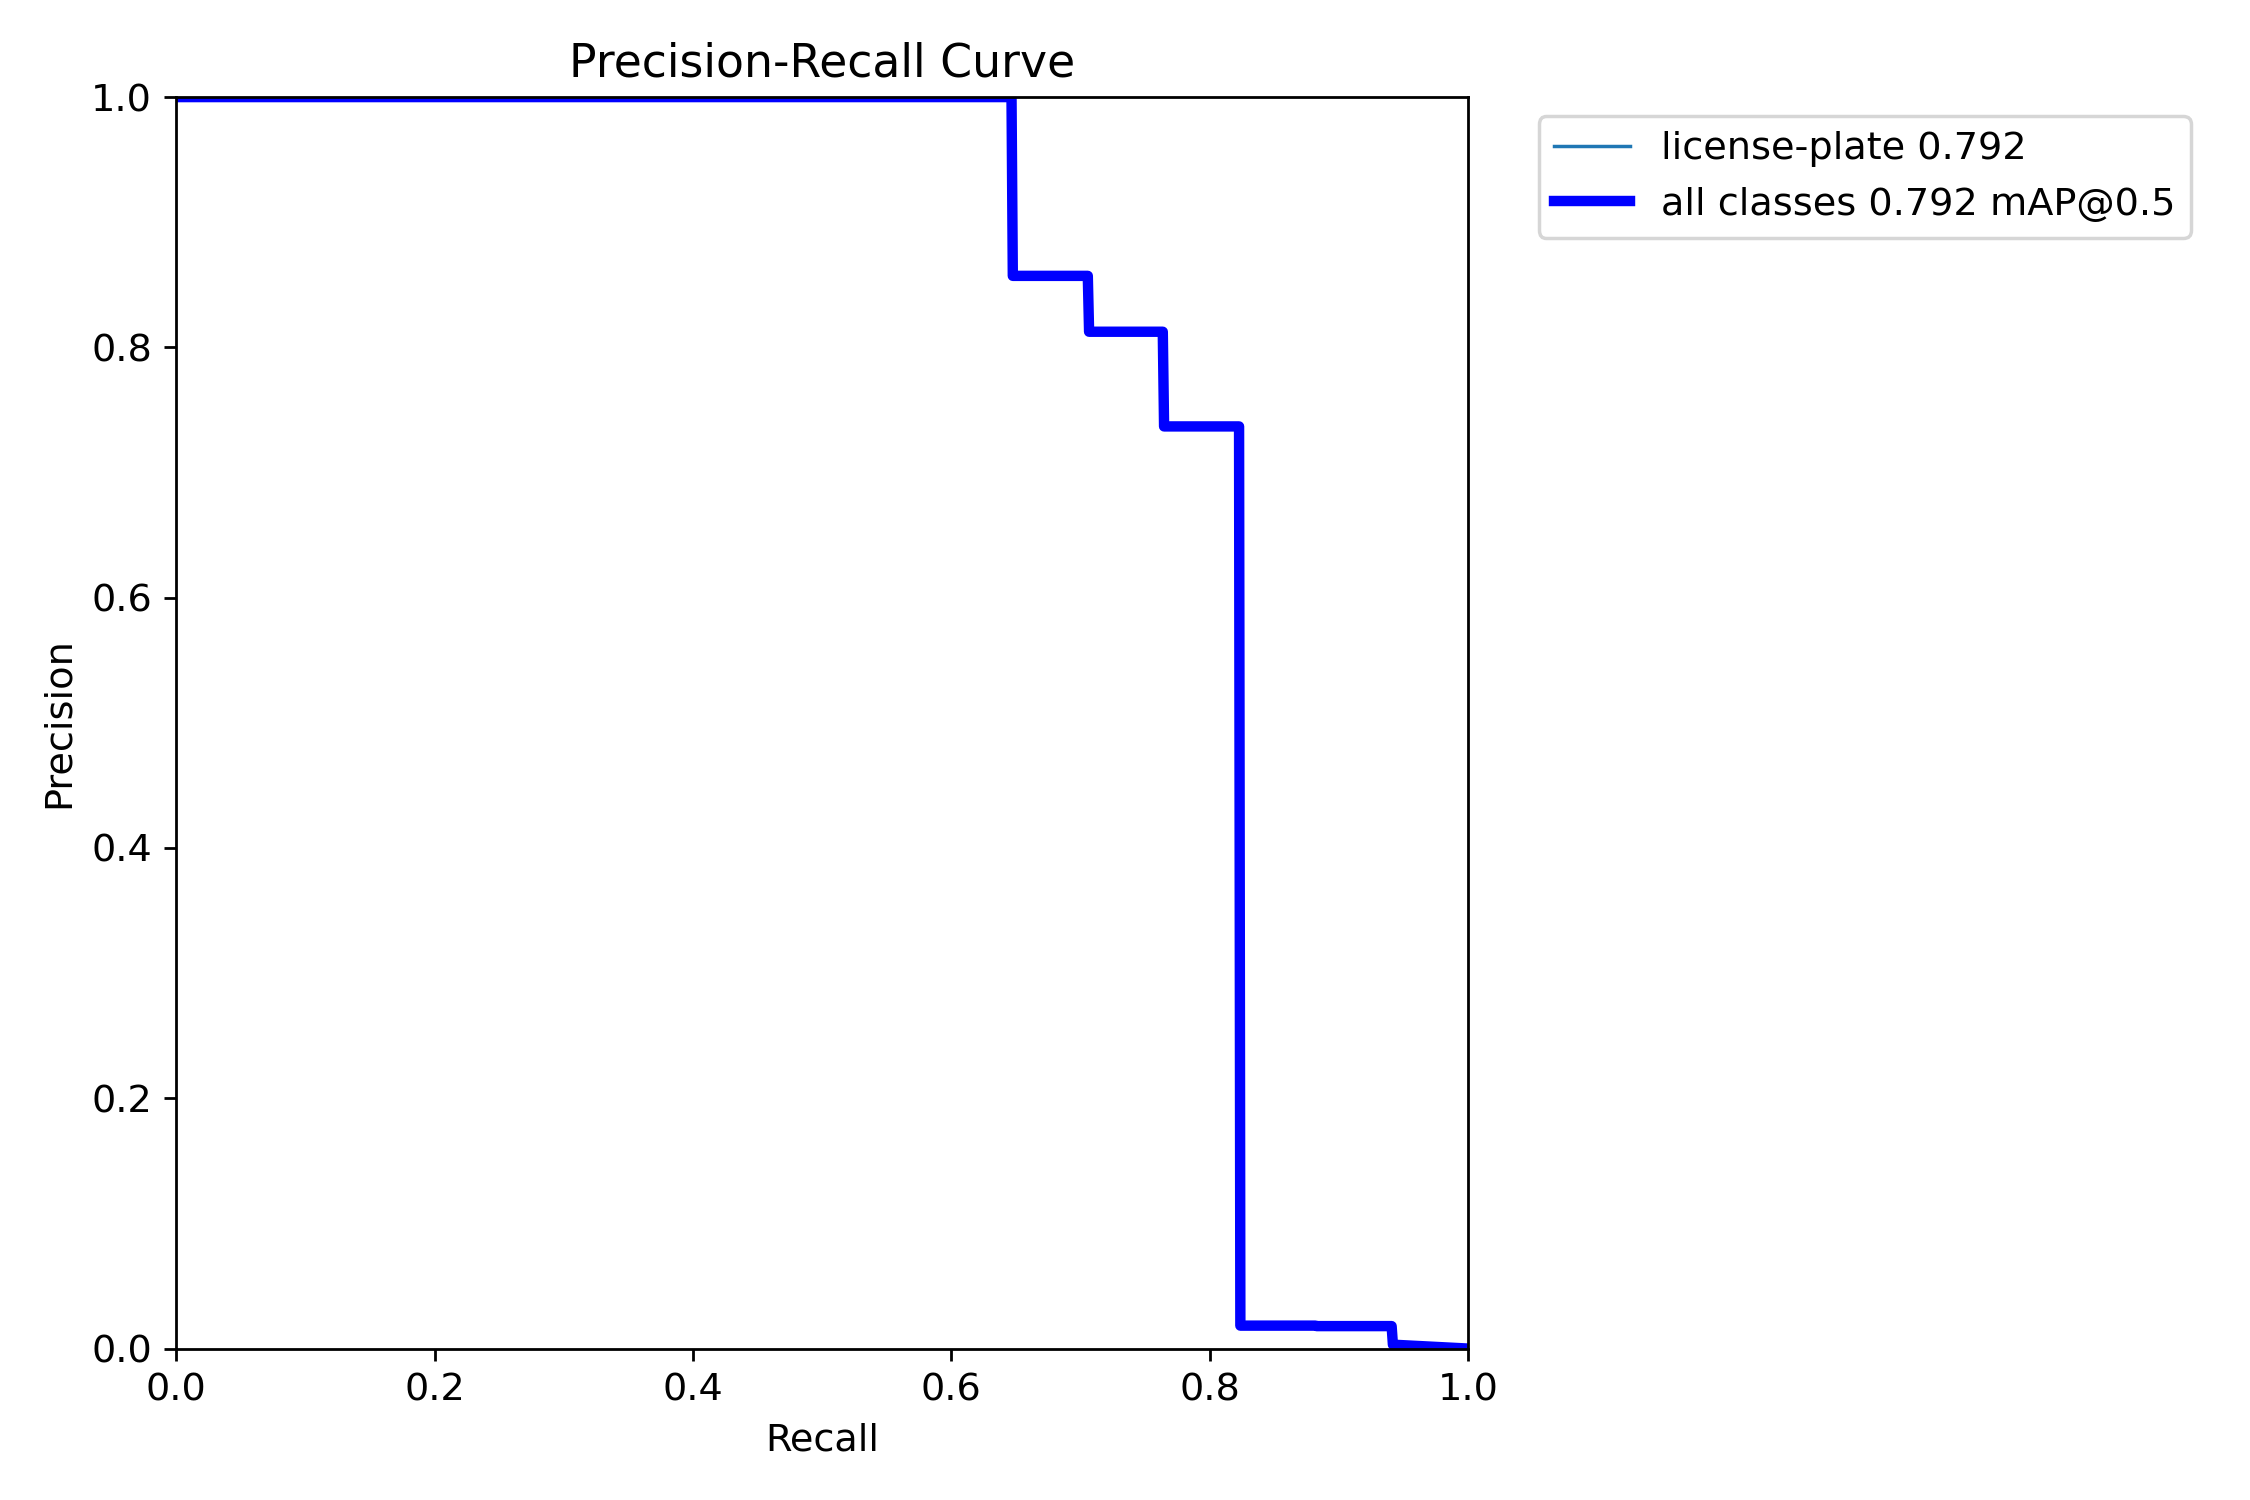 Precision-Recall Curve
1.0
0.8
0.6
0.4
0.2
0.0
Precision
0.0 0.2 0.4 0.6 0.8 1.0
Recall
license-plate 0.792
all classes 0.792 mAP@0.5